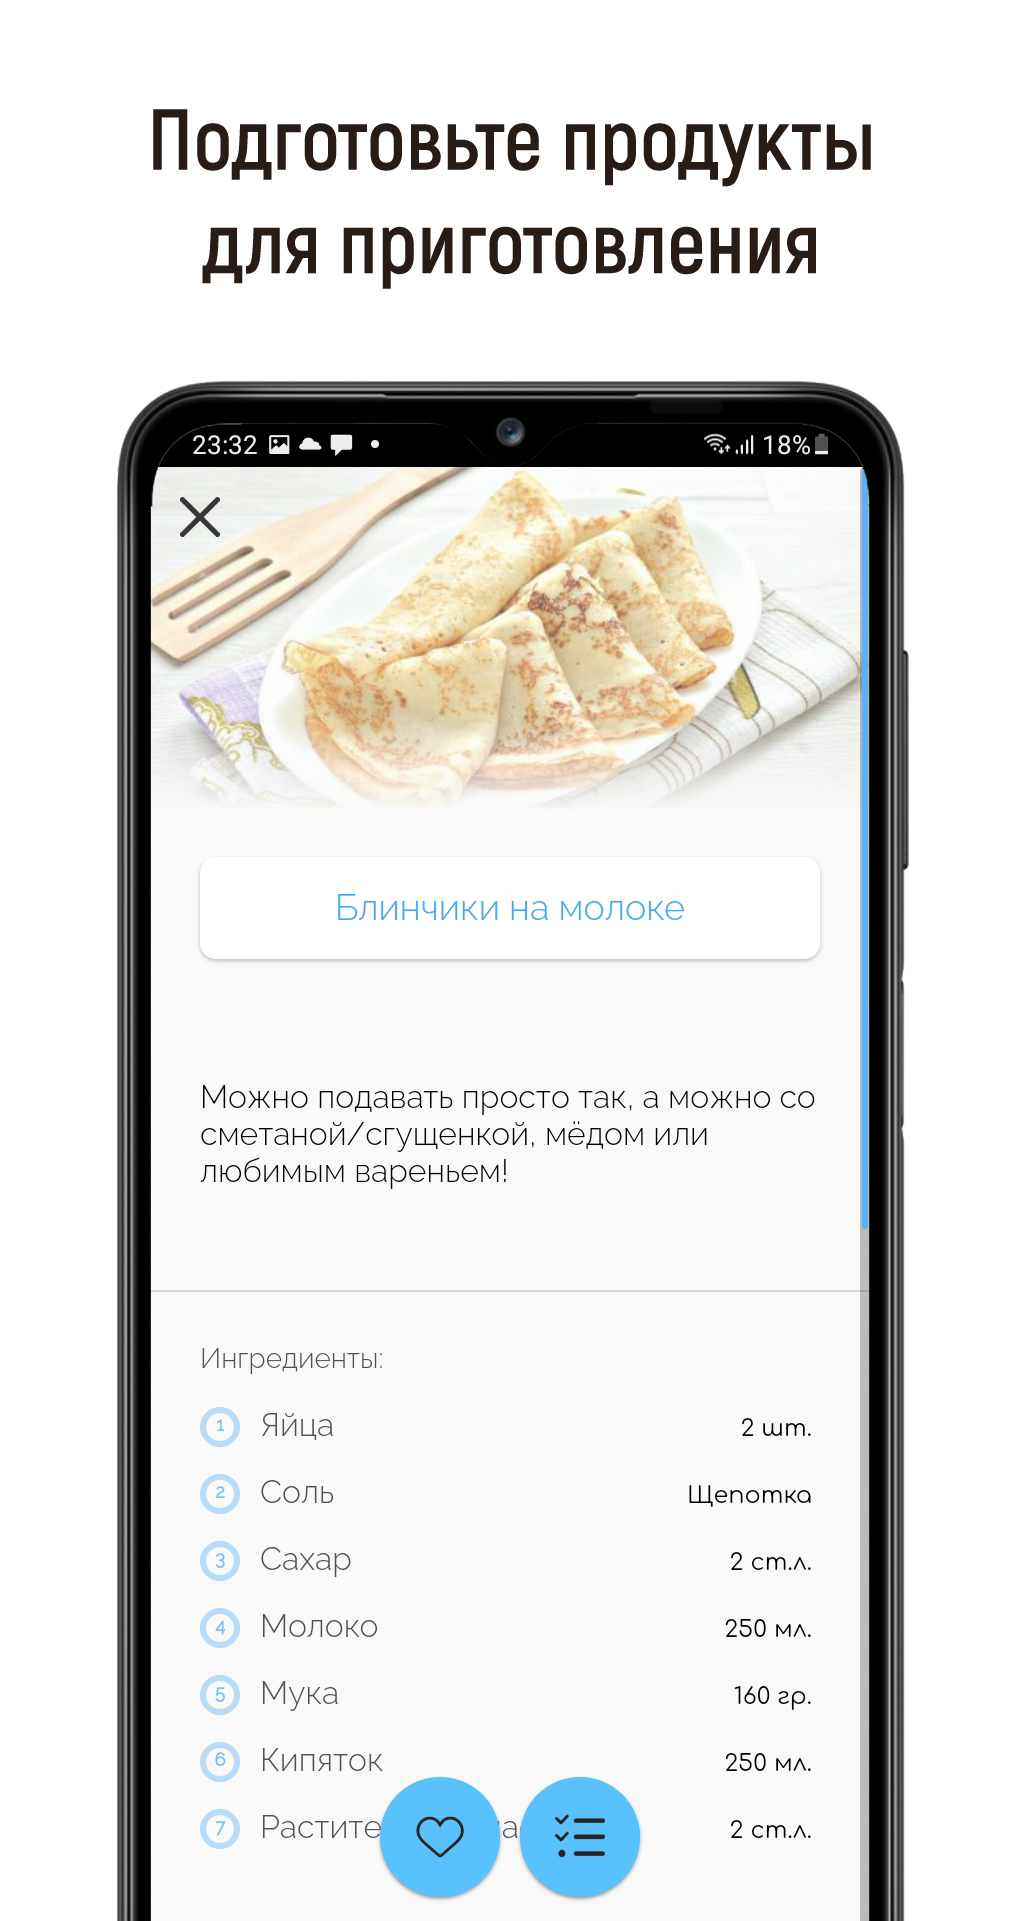 Подготовьте продукты
для приготовления
23:32 18%
Блинчики на молоке
Можно подавать просто так, а можно со
сметаной/сгущенкой, мёдом или
любимым вареньем!
Ингредиенты:
1 Яйца 2 шт.
2 Соль Щепотка
3 Сахар 2 ст.л.
4 Молоко 250 мл.
5 Мука 160 гр.
6 Кипяток 250 мл.
7 2 ст.л.